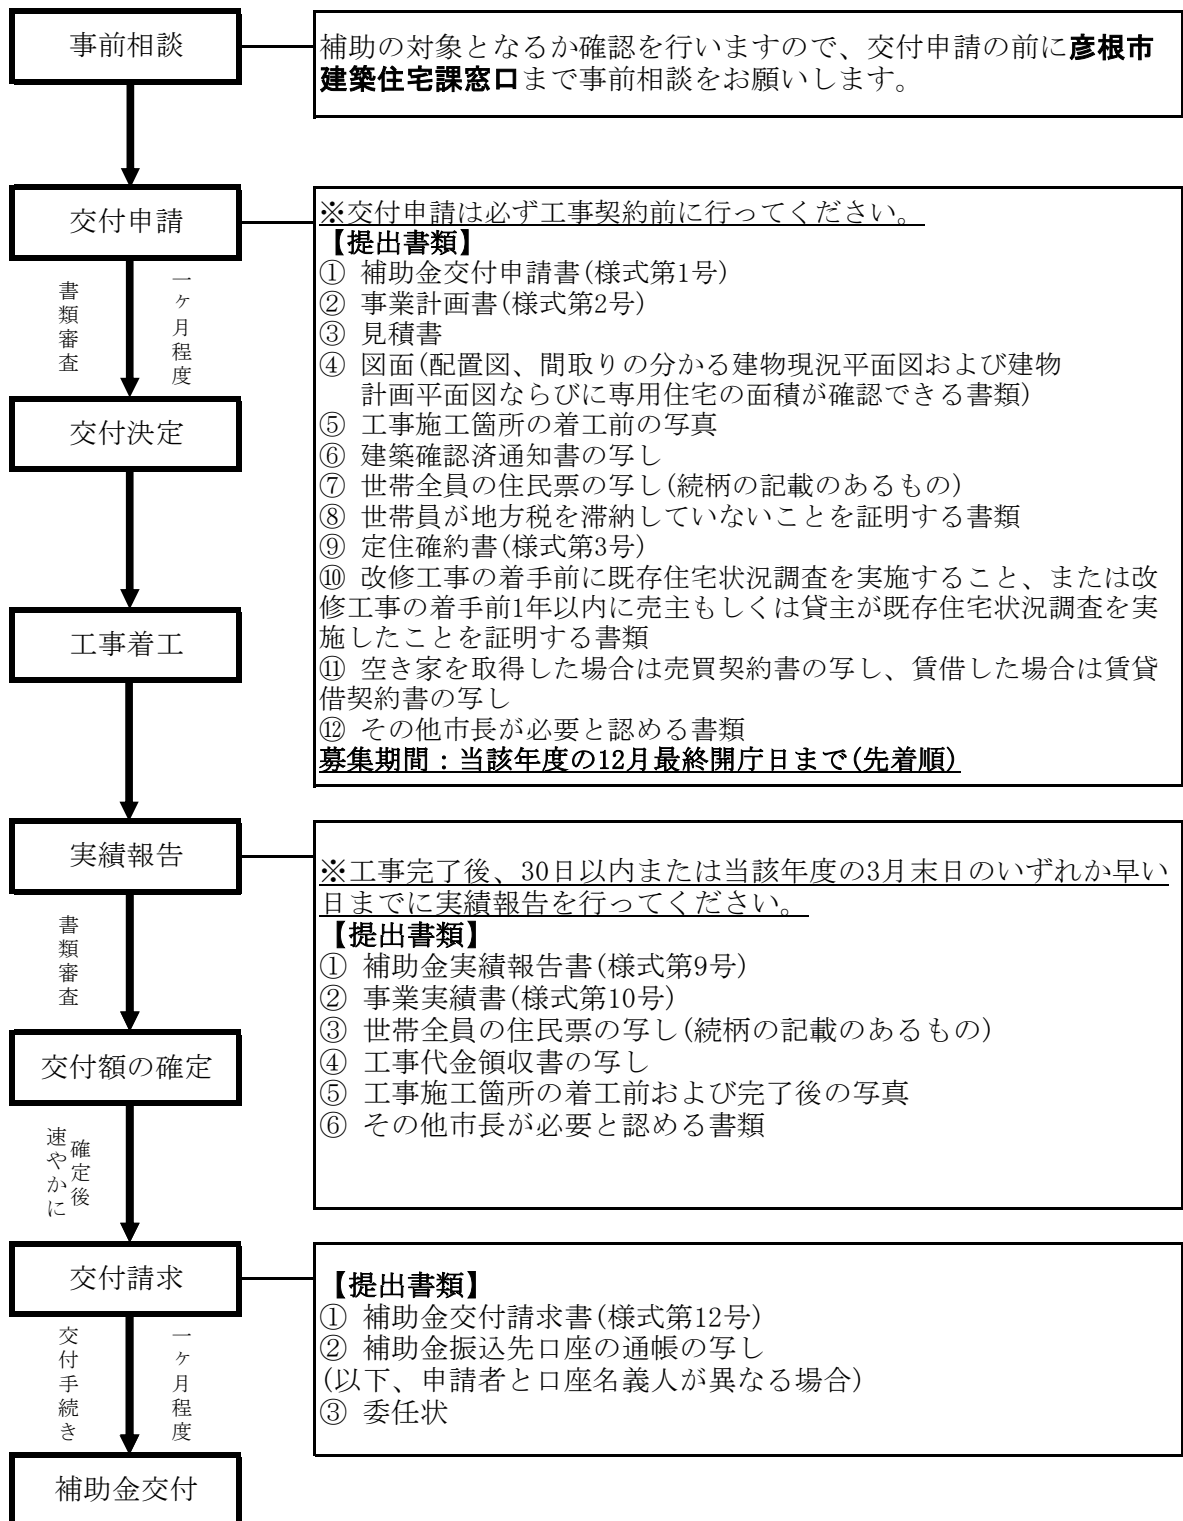 事前相談
補助の対象となるか確認を行いますので、交付申請の前に彦根市
建築住宅課窓口まで事前相談をお願いします。
交付申請
※交付申請は必ず工事契約前に行ってください。
【提出書類】
① 補助金交付申請書(様式第1号)
② 事業計画書(様式第2号)
③ 見積書
④ 図面(配置図、間取りの分かる建物現況平面図および建物
計画平面図ならびに専用住宅の面積が確認できる書類)
⑤ 工事施工箇所の着工前の写真
⑥ 建築確認済通知書の写し
⑦ 世帯全員の住民票の写し(続柄の記載のあるもの)
⑧ 世帯員が地方税を滞納していないことを証明する書類
⑨ 定住確約書(様式第3号)
⑩ 改修工事の着手前に既存住宅状況調査を実施すること、または改
修工事の着手前1年以内に売主もしくは貸主が既存住宅状況調査を実
施したことを証明する書類
⑪ 空き家を取得した場合は売買契約書の写し、賃借した場合は賃貸
借契約書の写し
⑫ その他市長が必要と認める書類
募集期間：当該年度の12月最終開庁日まで(先着順)
書類審査
一ヶ月程度
交付決定
工事着工
実績報告
※工事完了後、30日以内または当該年度の3月末日のいずれか早い
日までに実績報告を行ってください。
【提出書類】
① 補助金実績報告書(様式第9号)
② 事業実績書(様式第10号)
③ 世帯全員の住民票の写し(続柄の記載のあるもの)
④ 工事代金領収書の写し
⑤ 工事施工箇所の着工前および完了後の写真
⑥ その他市長が必要と認める書類
書類審査
交付額の確定
確定後
速やかに
交付請求
【提出書類】
① 補助金交付請求書(様式第12号)
② 補助金振込先口座の通帳の写し
(以下、申請者と口座名義人が異なる場合)
③ 委任状
交付手続き
一ヶ月程度
補助金交付